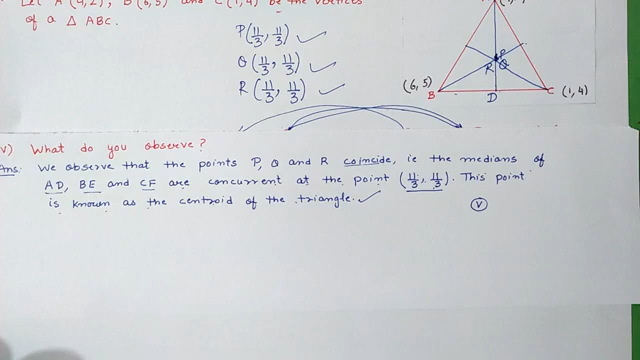 Let A(4,2), B(6,5) and C(1,4) be the vertices
of a Δ ABC.
P(11/3, 11/3) ✓
Q(11/3, 11/3) ✓
R(11/3, 11/3) ✓
P
R Q
(6,5)
B D C (1,4)
V) What do you observe?
Ans: We observe that the points P, Q and R coincide, ie the medians of
AD, BE and CF are concurrent at the point (11/3, 11/3). This point
is known as the centroid of the triangle. ✓
V